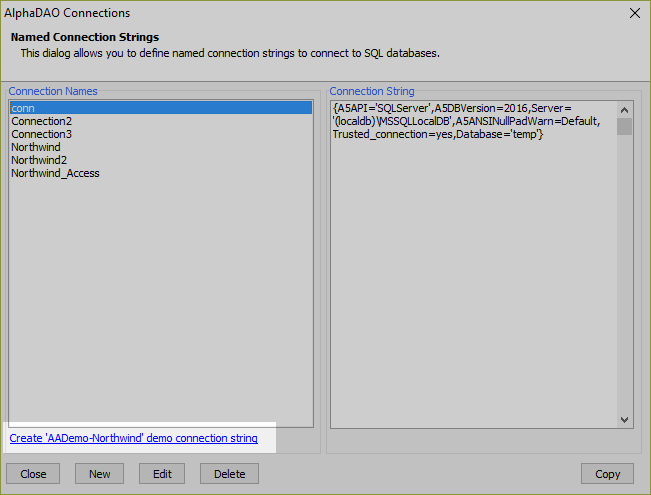 AlphaDAO Connections
Named Connection Strings
This dialog allows you to define named connection strings to connect to SQL databases.
Connection Names
conn
Connection2
Connection3
Northwind
Northwind2
Northwind_Access
Connection String
{A5API='SQLServer',A5DBVersion=2016,Server=
'(localdb)\MSSQLLocalDB',A5ANSINullPadWarn=Default,
Trusted_connection=yes,Database='temp'}
Create 'AADemo-Northwind' demo connection string
Close
New
Edit
Delete
Copy